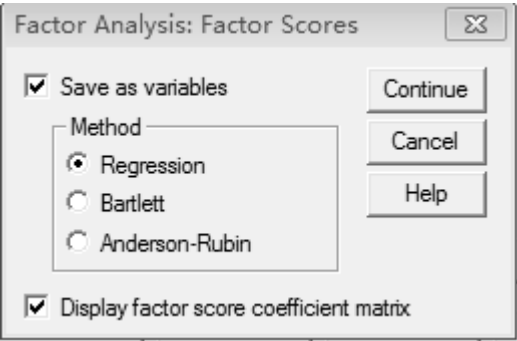 Factor Analysis: Factor Scores
Save as variables
Continue
Method
Regression
Cancel
Bartlett
Help
Anderson-Rubin
Display factor score coefficient matrix